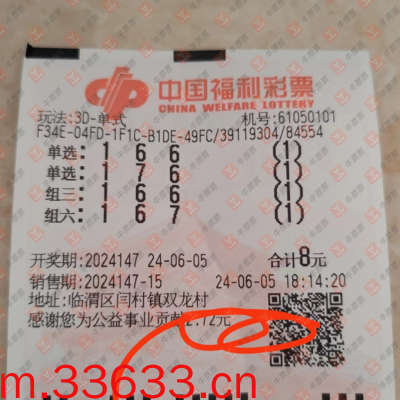 中国福利彩票
CHINA WELFARE LOTTERY
玩法:3D-单式 机号:61050101
F34E-04FD-1F1C-B1DE-49FC/39119304/84554
单选:1 6 6 (1)
单选:1 7 6 (1)
组三:1 6 6 (1)
组六:1 6 7 (1)
开奖期:2024147 24-06-05 合计8元
销售期:2024147-15 24-06-05 18:14:20
地址:临渭区闫村镇双龙村
感谢您为公益事业贡献2.72元
m.33633.cn